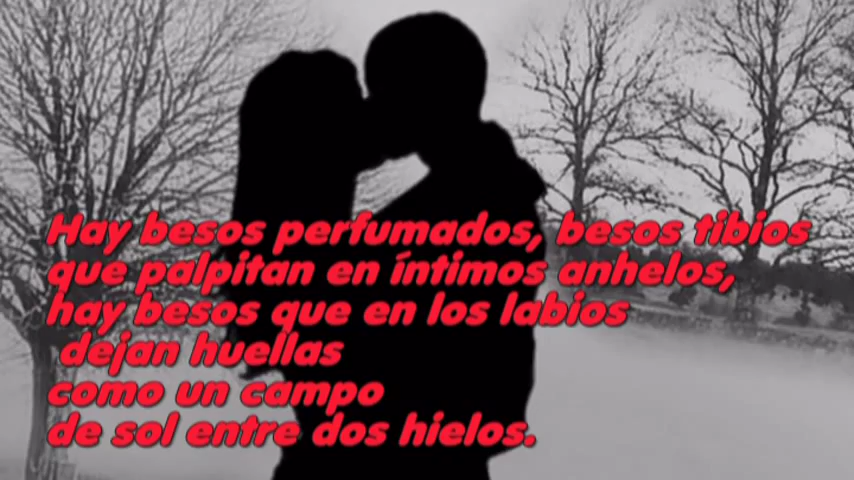 Hay besos perfumados, besos tibios
que palpitan en íntimos anhelos,
hay besos que en los labios
dejan huellas
como un campo
de sol entre dos hielos.